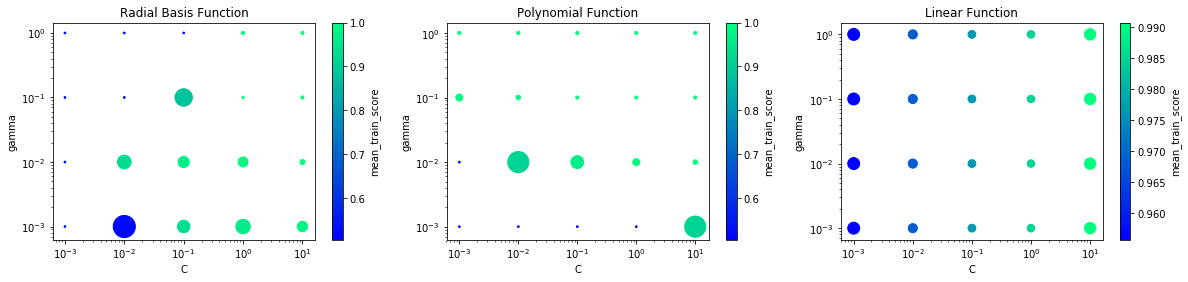 Radial Basis Function
10⁰
10⁻¹
10⁻²
10⁻³
gamma
10⁻³ 10⁻² 10⁻¹ 10⁰ 10¹
C
1.0
0.9
0.8
0.7
0.6
mean_train_score
Polynomial Function
10⁰
10⁻¹
10⁻²
10⁻³
gamma
10⁻³ 10⁻² 10⁻¹ 10⁰ 10¹
C
1.0
0.9
0.8
0.7
0.6
mean_train_score
Linear Function
10⁰
10⁻¹
10⁻²
10⁻³
gamma
10⁻³ 10⁻² 10⁻¹ 10⁰ 10¹
C
0.990
0.985
0.980
0.975
0.970
0.965
0.960
mean_train_score